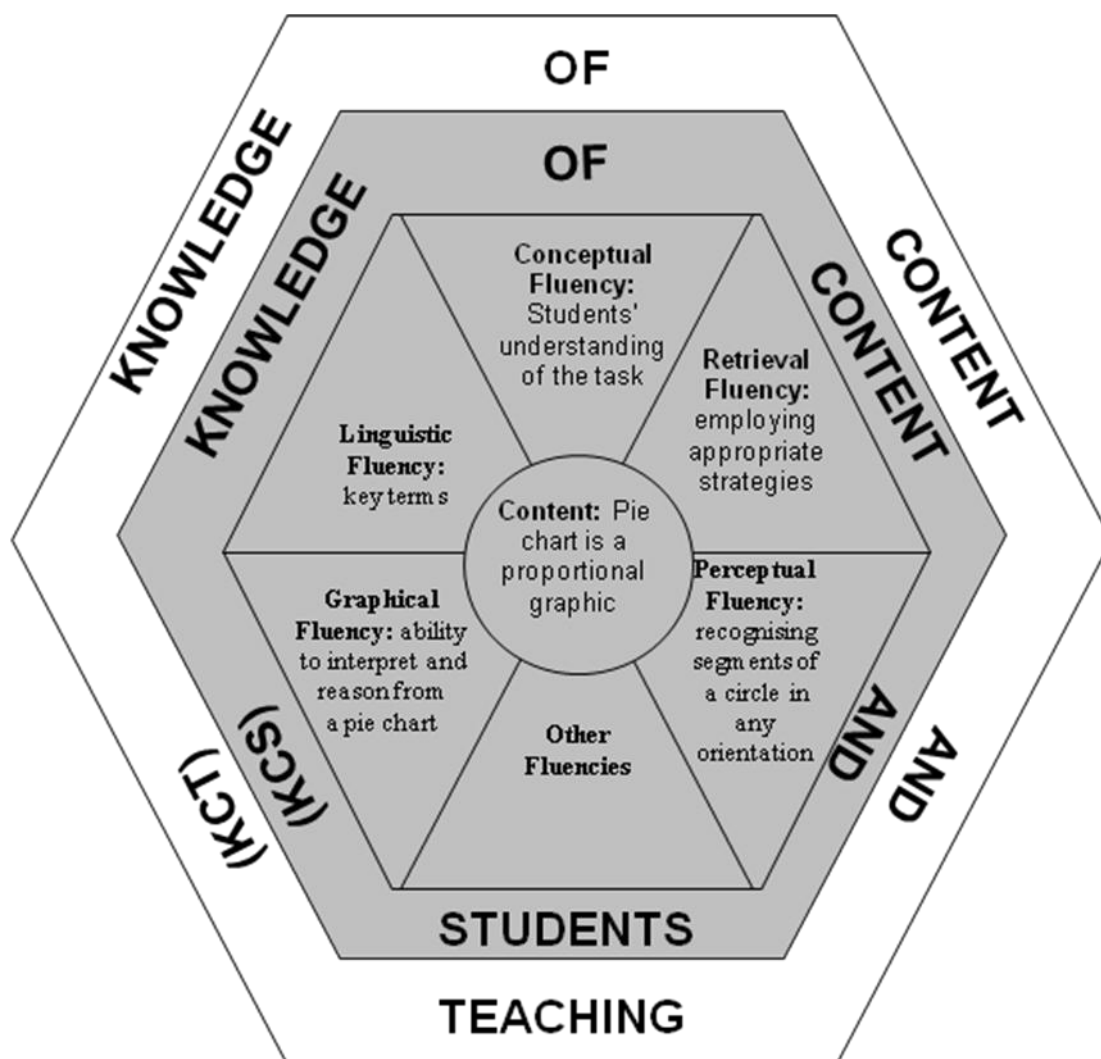 KNOWLEDGE
OF
CONTENT
AND
TEACHING
(KCT)
KNOWLEDGE
OF
CONTENT
AND
STUDENTS
(KCS)
Conceptual
Fluency:
Students'
understanding
of the task
Retrieval
Fluency:
employing
appropriate
strategies
Perceptual
Fluency:
recognising
segments of
a circle in
any
orientation
Other
Fluencies
Graphical
Fluency: ability
to interpret and
reason from
a pie chart
Linguistic
Fluency:
key terms
Content: Pie
chart is a
proportional
graphic